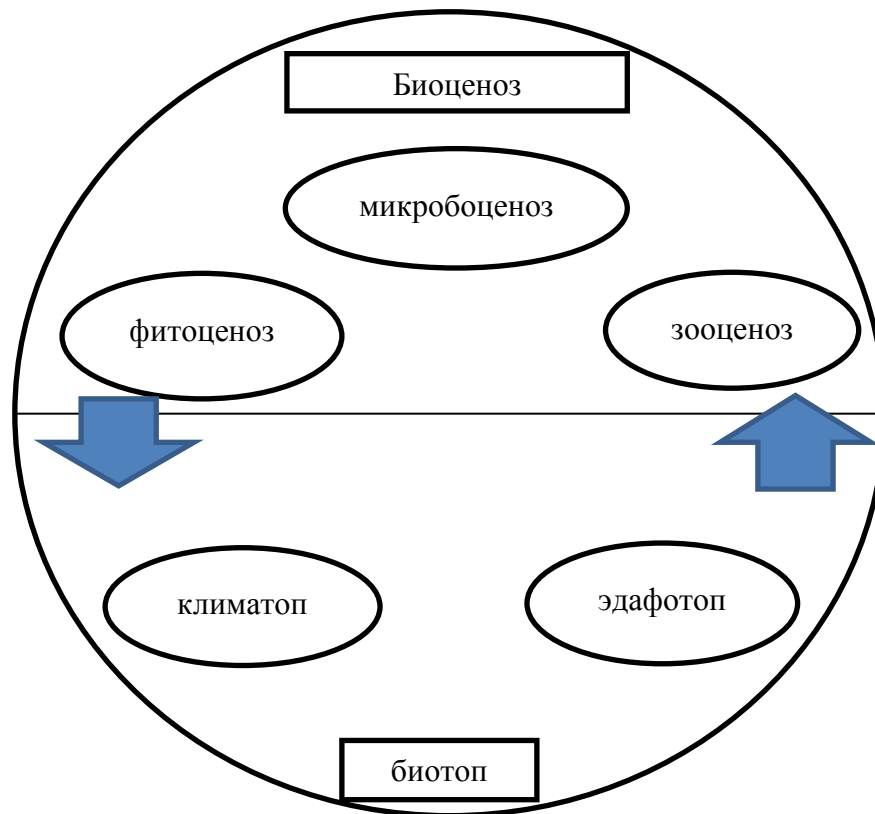 Биоценоз
микробоценоз
фитоценоз
зооценоз
климатоп
эдафотоп
биотоп